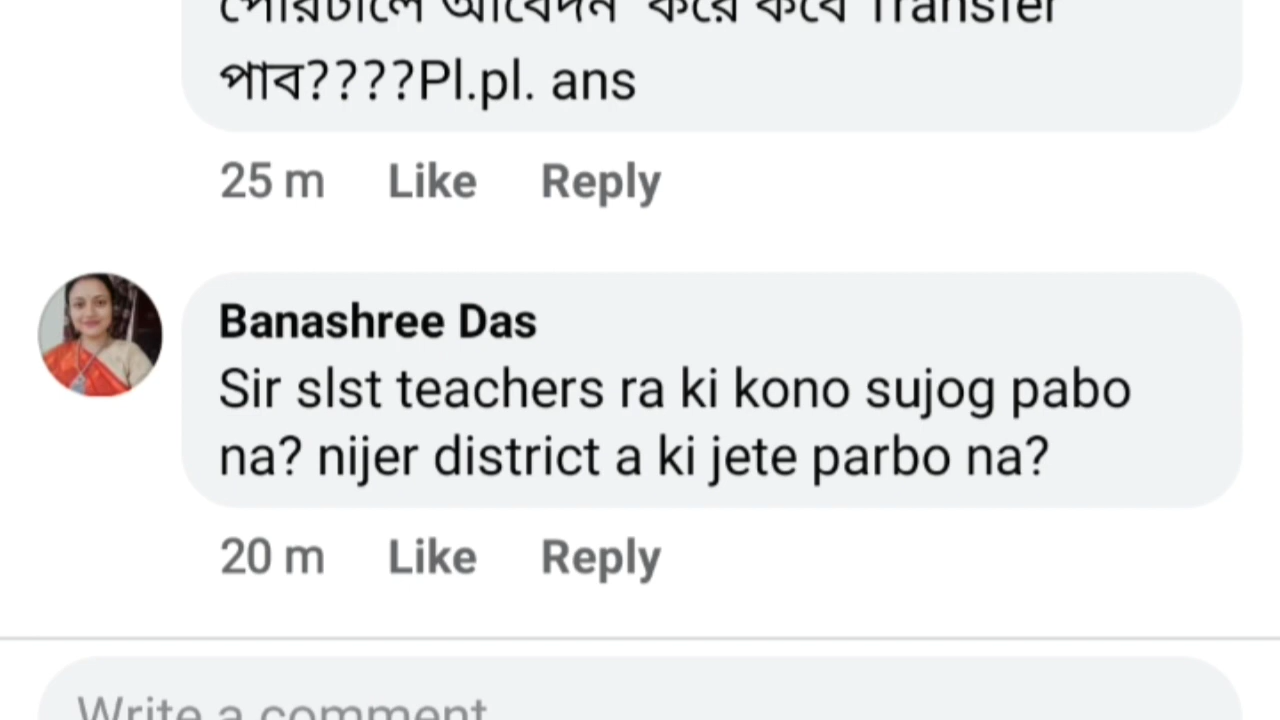 পোরটালে আবেদন করে কবে Transfer
পাব????Pl.pl. ans
25 m Like Reply
Banashree Das
Sir slst teachers ra ki kono sujog pabo
na? nijer district a ki jete parbo na?
20 m Like Reply
Write a comment